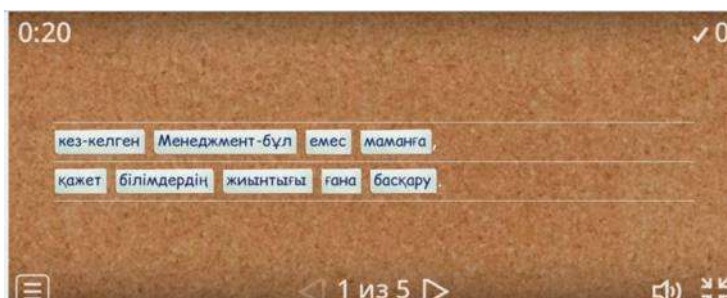 0:20 ✓ 0
кез-келген Менеджмент-бұл емес маманға ,
қажет білімдердің жиынтығы ғана басқару .
1 из 5